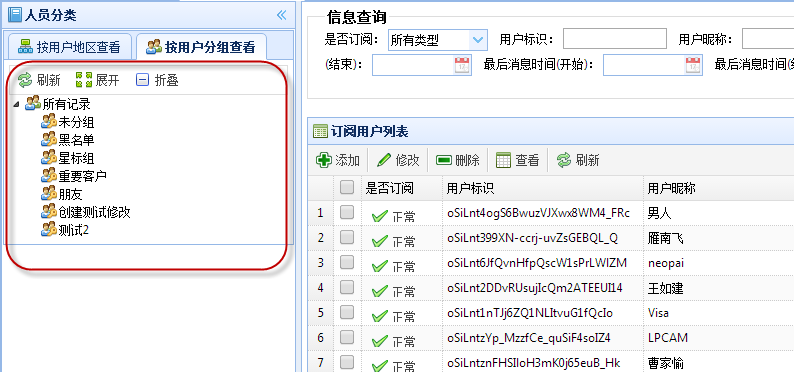 人员分类
按用户地区查看
按用户分组查看
刷新 展开 折叠
所有记录
未分组
黑名单
星标组
重要客户
朋友
创建测试修改
测试2
信息查询
是否订阅: 所有类型 用户标识: 用户昵称:
(结束): 最后消息时间(开始): 最后消息时间(结
订阅用户列表
添加 修改 删除 查看 刷新
是否订阅 用户标识 用户昵称
1 正常 oSiLnt4ogS6BwuzVJXwx8WM4_FRc 男人
2 正常 oSiLnt399XN-ccrj-uvZsGEBQL_Q 雁南飞
3 正常 oSiLnt6JfQvnHfpQscW1sPrLWIZM neopai
4 正常 oSiLnt2DDvRUsujIcQm2ATEEUI14 王如建
5 正常 oSiLnt1nTJj6ZQ1NLItvuG1fQcIo Visa
6 正常 oSiLntzYp_MzzfCe_quSiF4soIZ4 LPCAM
7 正常 oSiLntznFHSIIoH3mK0j65euB_Hk 曹家愉